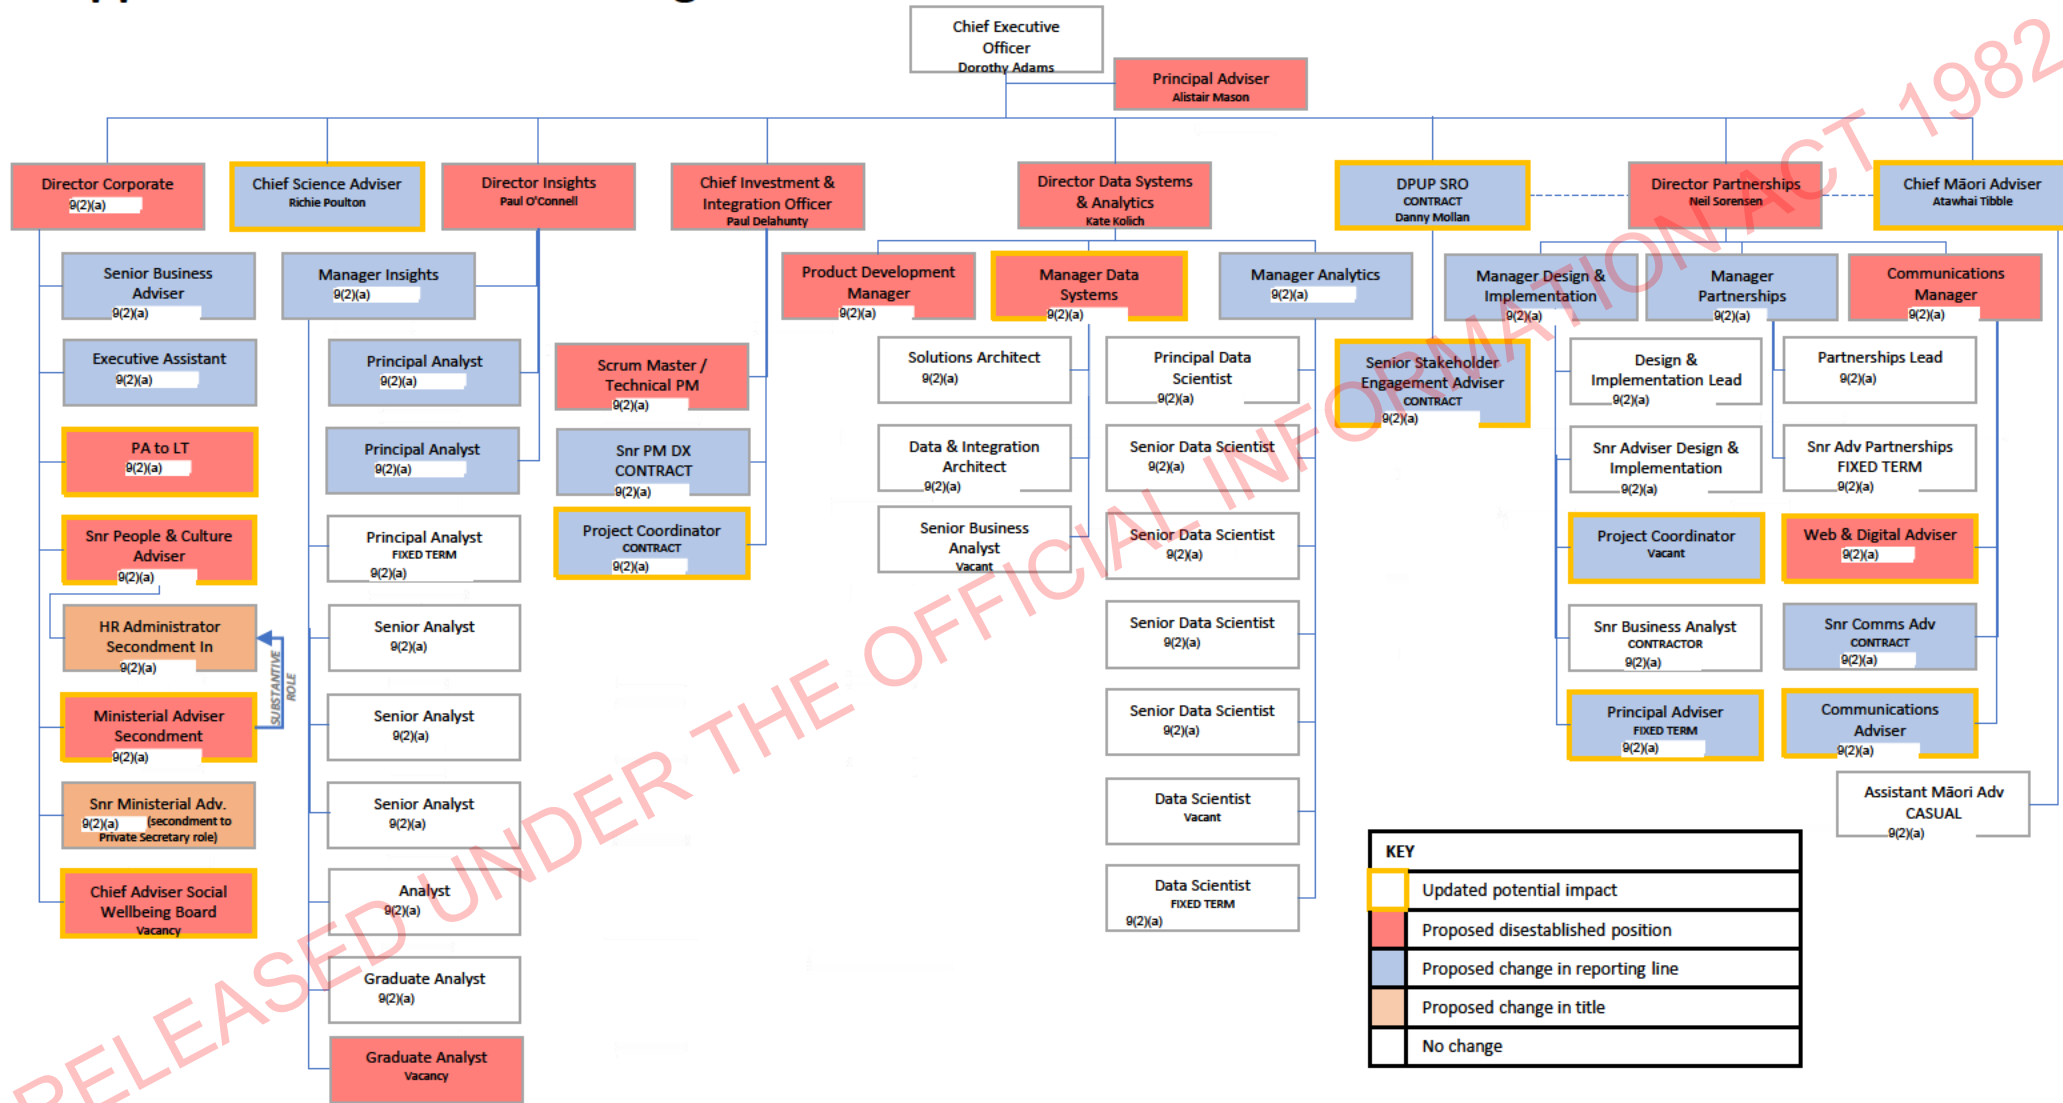 Chief Executive
Officer
Dorothy Adams
Principal Adviser
Alistair Mason
Director Corporate
9(2)(a)
Chief Science Adviser
Richie Poulton
Director Insights
Paul O'Connell
Chief Investment &
Integration Officer
Paul Delahunty
Director Data Systems
& Analytics
Kate Kolich
DPUP SRO
CONTRACT
Danny Mollan
Director Partnerships
Neil Sorensen
Chief Māori Adviser
Atawhai Tibble
Senior Business
Adviser
9(2)(a)
Executive Assistant
9(2)(a)
PA to LT
9(2)(a)
Snr People & Culture
Adviser
9(2)(a)
HR Administrator
Secondment In
9(2)(a)
SUBSTANTIVE
ROLE
Ministerial Adviser
Secondment
9(2)(a)
Snr Ministerial Adv.
9(2)(a) (secondment to
Private Secretary role)
Chief Adviser Social
Wellbeing Board
Vacancy
Manager Insights
9(2)(a)
Principal Analyst
9(2)(a)
Principal Analyst
9(2)(a)
Principal Analyst
FIXED TERM
9(2)(a)
Senior Analyst
9(2)(a)
Senior Analyst
9(2)(a)
Senior Analyst
9(2)(a)
Analyst
9(2)(a)
Graduate Analyst
9(2)(a)
Graduate Analyst
Vacancy
Scrum Master /
Technical PM
9(2)(a)
Snr PM DX
CONTRACT
9(2)(a)
Project Coordinator
CONTRACT
9(2)(a)
Product Development
Manager
9(2)(a)
Manager Data
Systems
9(2)(a)
Manager Analytics
9(2)(a)
Solutions Architect
9(2)(a)
Data & Integration
Architect
9(2)(a)
Senior Business
Analyst
Vacant
Principal Data
Scientist
9(2)(a)
Senior Data Scientist
9(2)(a)
Senior Data Scientist
9(2)(a)
Senior Data Scientist
9(2)(a)
Senior Data Scientist
9(2)(a)
Data Scientist
Vacant
Data Scientist
FIXED TERM
9(2)(a)
Senior Stakeholder
Engagement Adviser
CONTRACT
9(2)(a)
Manager Design &
Implementation
9(2)(a)
Manager
Partnerships
9(2)(a)
Communications
Manager
9(2)(a)
Design &
Implementation Lead
9(2)(a)
Snr Adviser Design &
Implementation
9(2)(a)
Project Coordinator
Vacant
Snr Business Analyst
CONTRACTOR
9(2)(a)
Principal Adviser
FIXED TERM
9(2)(a)
Partnerships Lead
9(2)(a)
Snr Adv Partnerships
FIXED TERM
9(2)(a)
Web & Digital Adviser
9(2)(a)
Snr Comms Adv
CONTRACT
9(2)(a)
Communications
Adviser
9(2)(a)
Assistant Māori Adv
CASUAL
9(2)(a)
KEY
Updated potential impact
Proposed disestablished position
Proposed change in reporting line
Proposed change in title
No change
RELEASED UNDER THE OFFICIAL INFORMATION ACT 1982